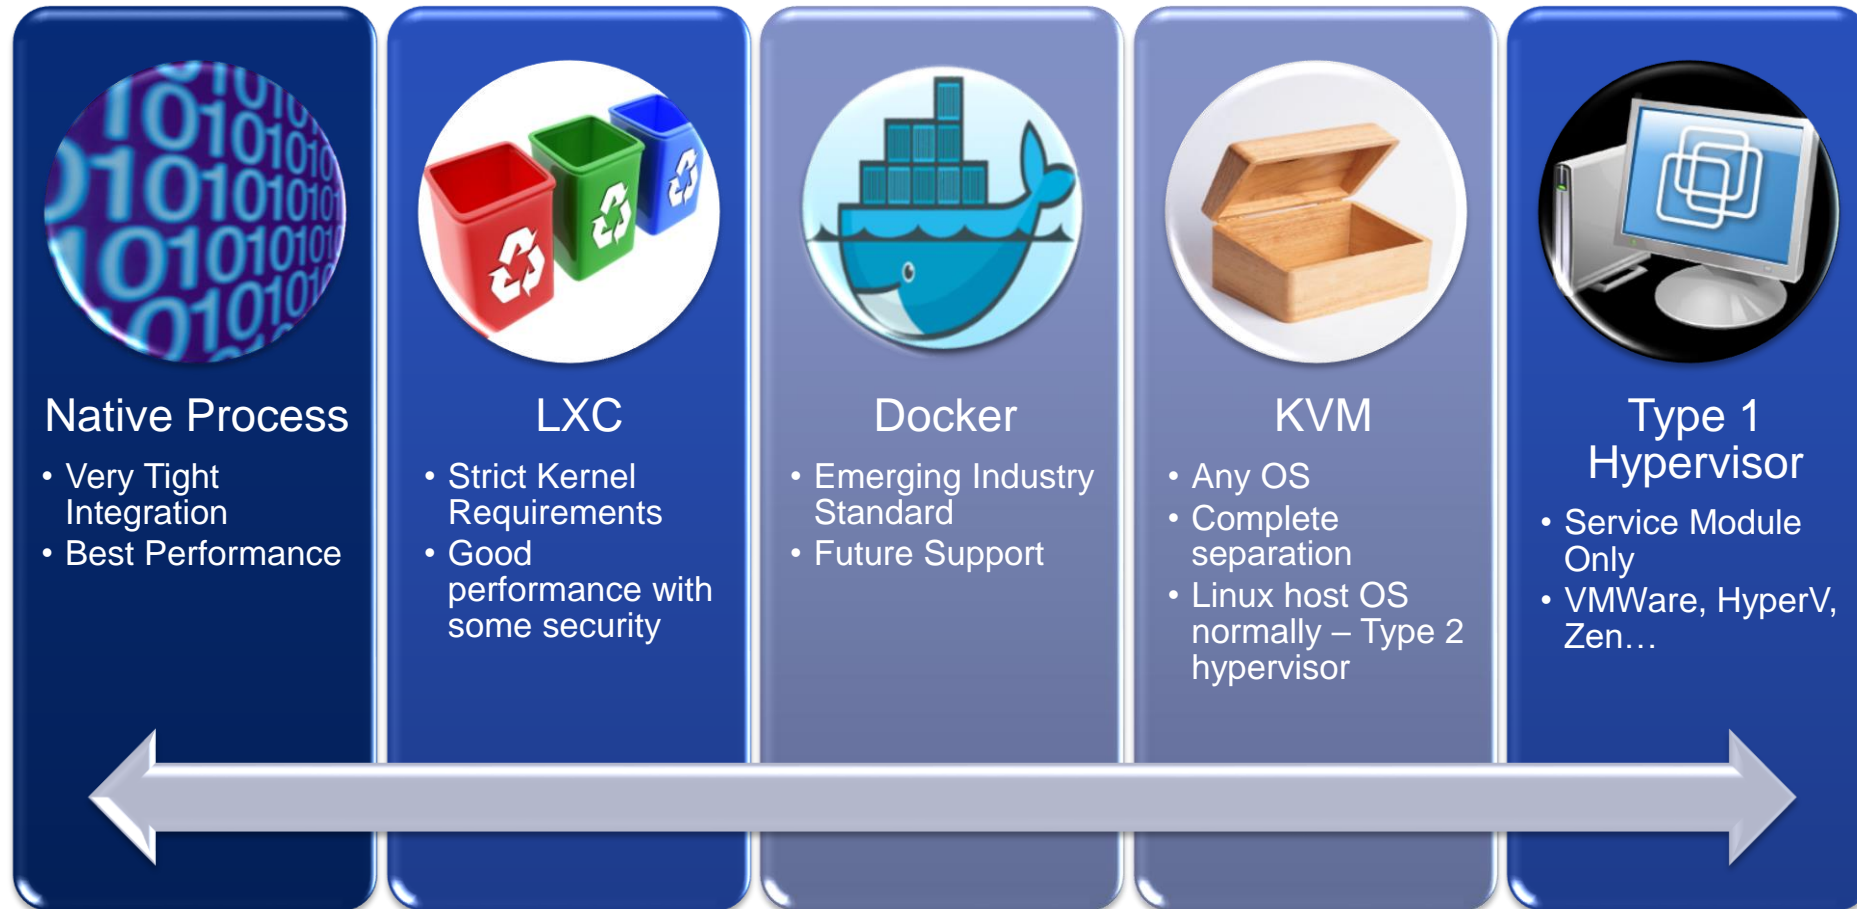 Native Process
• Very Tight
Integration
• Best Performance
LXC
• Strict Kernel
Requirements
• Good
performance with
some security
Docker
• Emerging Industry
Standard
• Future Support
KVM
• Any OS
• Complete
separation
• Linux host OS
normally – Type 2
hypervisor
Type 1
Hypervisor
• Service Module
Only
• VMWare, HyperV,
Zen…